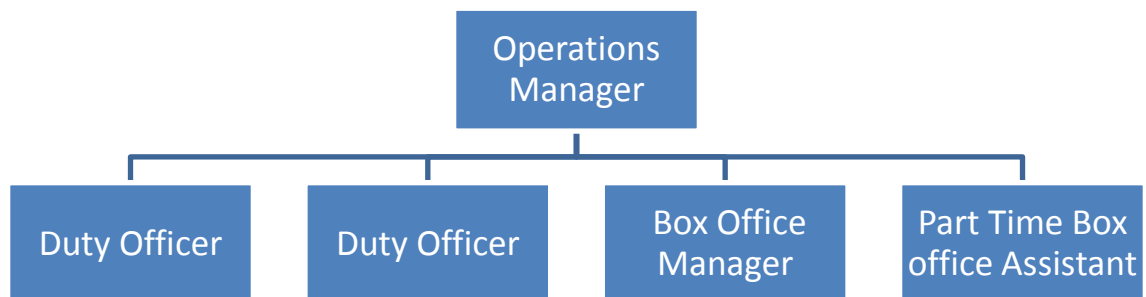 Operations
Manager
Duty Officer
Duty Officer
Box Office
Manager
Part Time Box
office Assistant